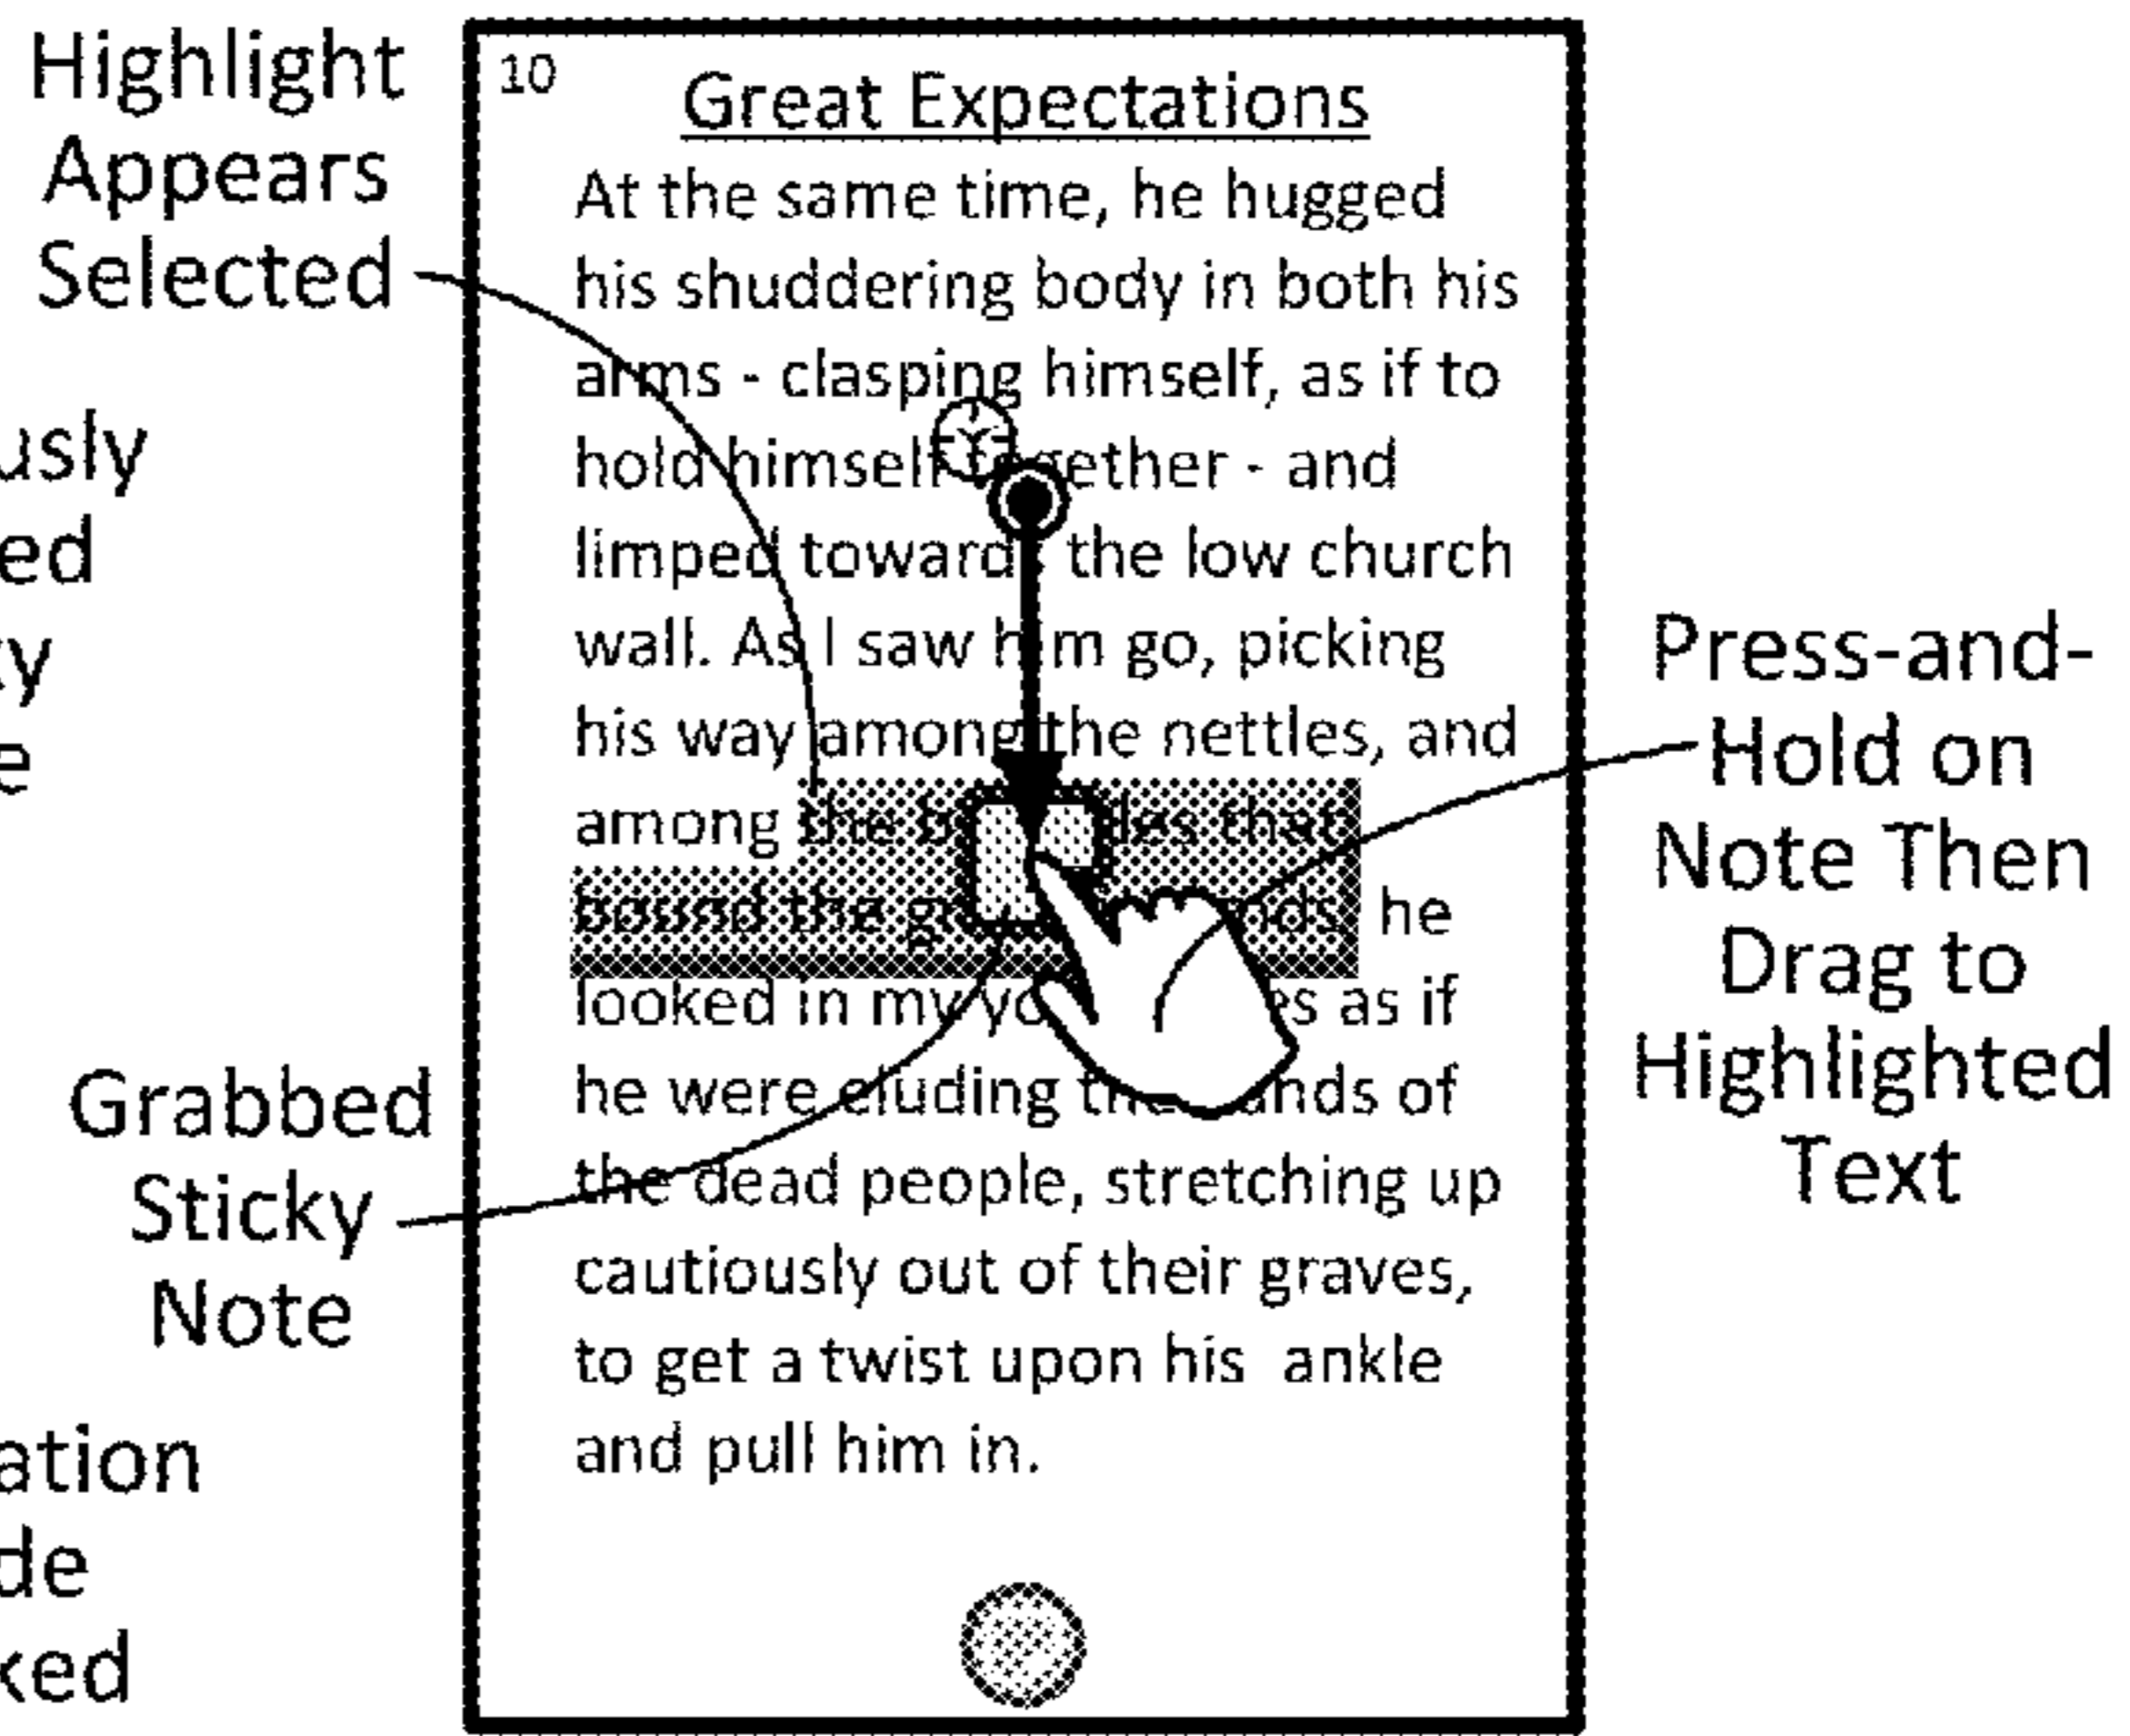 Highlight
Appears
Selected
usly
ed
y
e
Grabbed
Sticky
Note
ation
de
ked
10
Great Expectations
At the same time, he hugged
his shuddering body in both his
arms - clasping himself, as if to
hold himself together - and
limped towards the low church
wall. As I saw him go, picking
his way among the nettles, and
among the that
bound the he
looked in my as if
he were eluding of
the dead people, stretching up
cautiously out of their graves,
to get a twist upon his ankle
and pull him in.
Press-and-
Hold on
Note Then
Drag to
Highlighted
Text